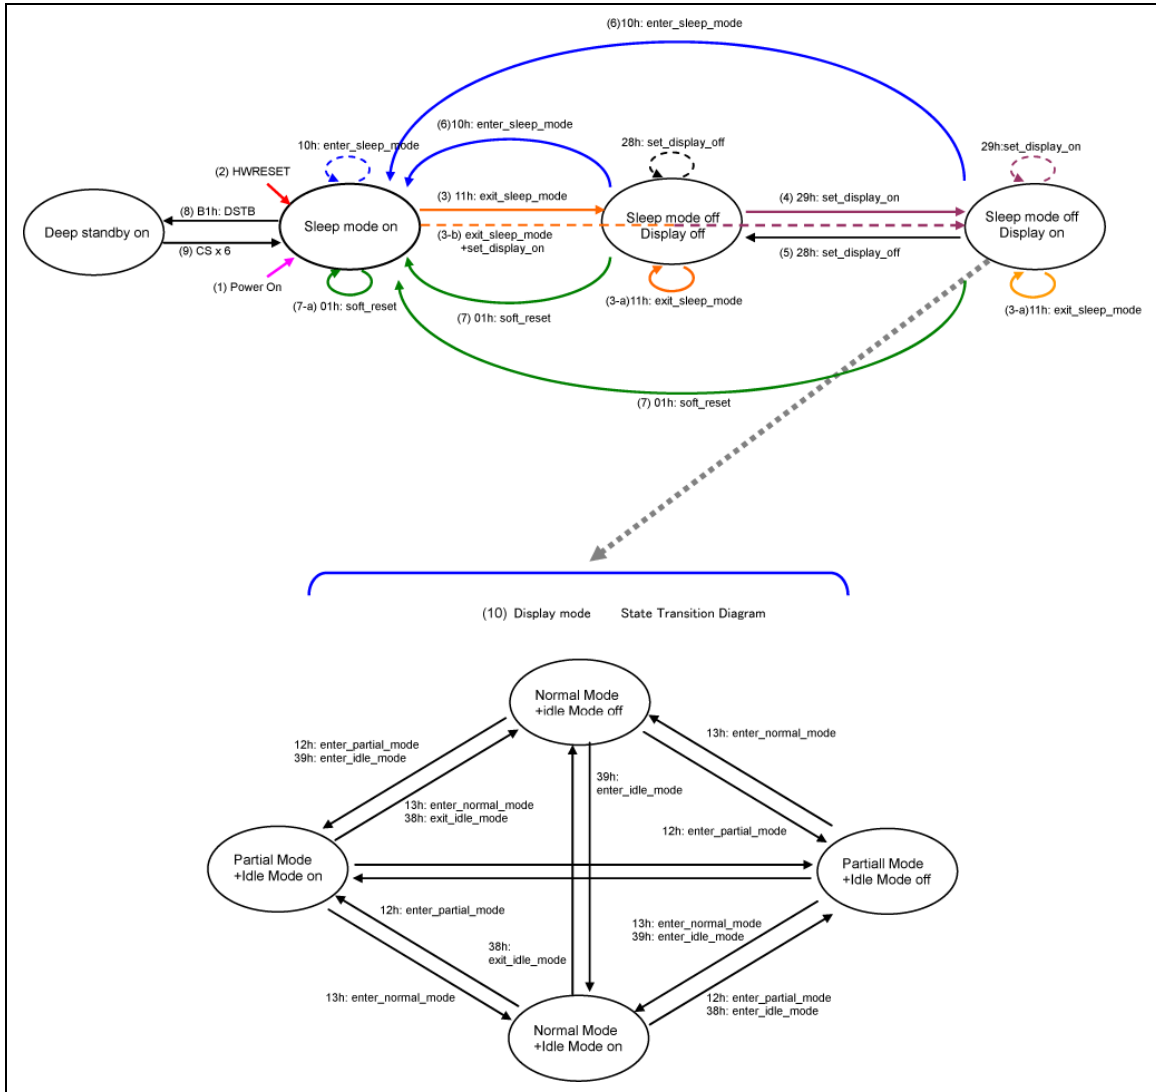 (6)10h: enter_sleep_mode
(6)10h: enter_sleep_mode
10h: enter_sleep_mode
28h: set_display_off
29h:set_display_on
(2) HWRESET
(8) B1h: DSTB
(3) 11h: exit_sleep_mode
(4) 29h: set_display_on
Deep standby on
Sleep mode on
Sleep mode off
Display off
Sleep mode off
Display on
(9) CS x 6
(3-b) exit_sleep_mode
+set_display_on
(5) 28h: set_display_off
(1) Power On
(7-a) 01h: soft_reset
(3-a)11h: exit_sleep_mode
(3-a)11h: exit_sleep_mode
(7) 01h: soft_reset
(7) 01h: soft_reset
(10) Display mode State Transition Diagram
Normal Mode
+idle Mode off
12h: enter_partial_mode
39h: enter_idle_mode
13h: enter_normal_mode
39h:
enter_idle_mode
13h: enter_normal_mode
38h: exit_idle_mode
12h: enter_partial_mode
Partial Mode
+Idle Mode on
Partiall Mode
+Idle Mode off
12h: enter_partial_mode
13h: enter_normal_mode
39h: enter_idle_mode
38h:
exit_idle_mode
13h: enter_normal_mode
12h: enter_partial_mode
38h: enter_idle_mode
Normal Mode
+Idle Mode on